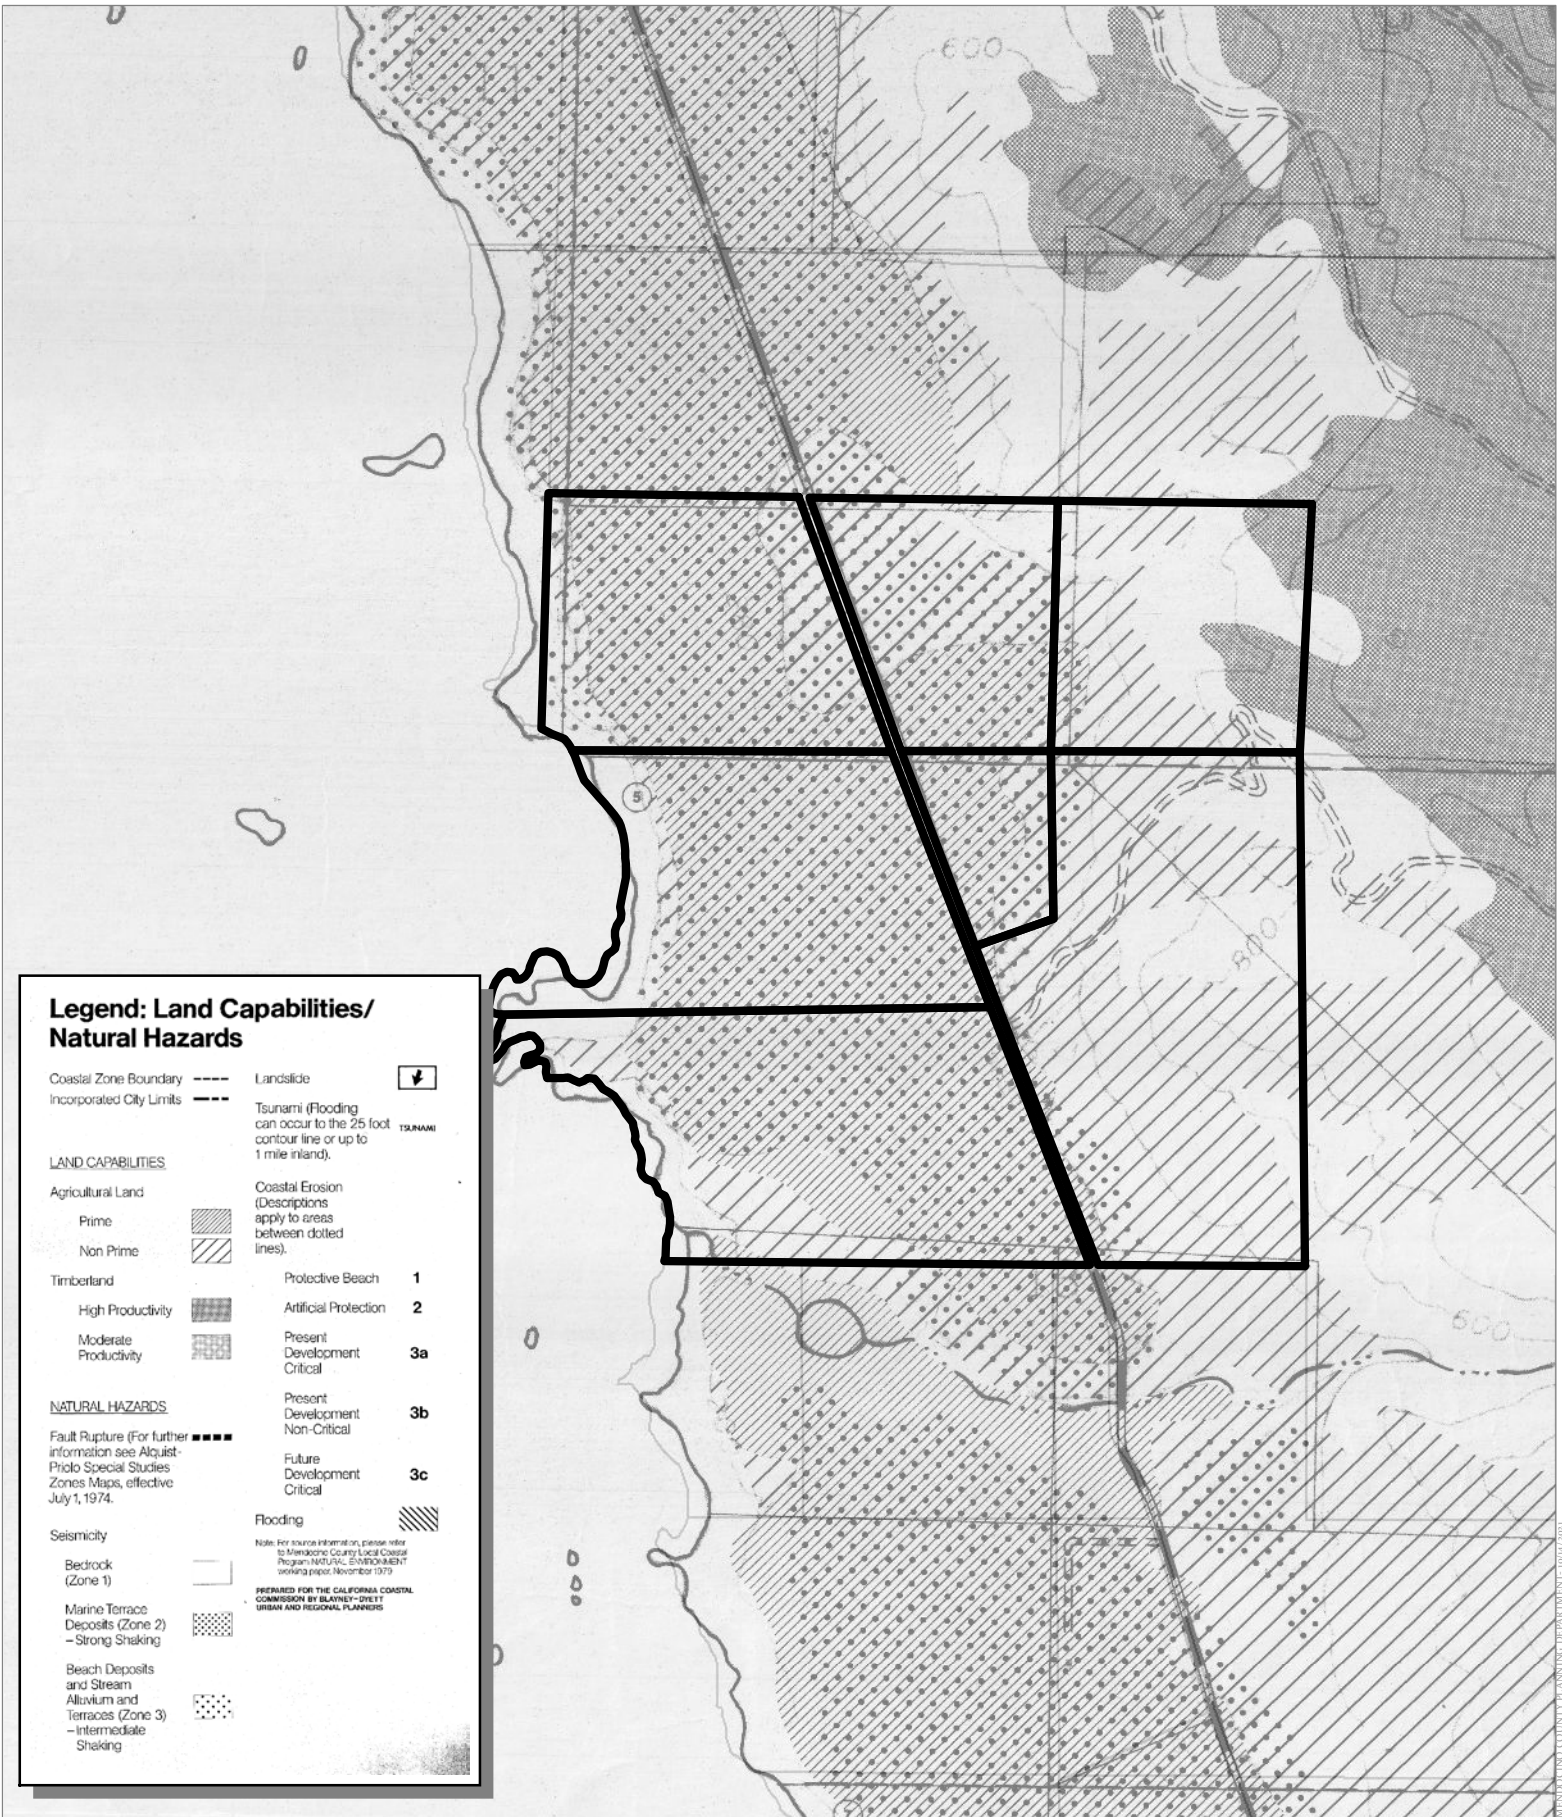 600
12
5
800
600
Legend: Land Capabilities/
Natural Hazards
Coastal Zone Boundary
Incorporated City Limits
LAND CAPABILITIES
Agricultural Land
Prime
Non Prime
Timberland
High Productivity
Moderate
Productivity
NATURAL HAZARDS
Fault Rupture (For further
information see Alquist-
Priolo Special Studies
Zones Maps, effective
July 1, 1974.
Seismicity
Bedrock
(Zone 1)
Marine Terrace
Deposits (Zone 2)
–Strong Shaking
Beach Deposits
and Stream
Alluvium and
Terraces (Zone 3)
–Intermediate
Shaking
Landslide
Tsunami (Flooding
can occur to the 25 foot
contour line or up to
1 mile inland).
TSUNAMI
Coastal Erosion
(Descriptions
apply to areas
between dotted
lines).
Protective Beach 1
Artificial Protection 2
Present
Development 3a
Critical
Present
Development 3b
Non-Critical
Future
Development 3c
Critical
Flooding
Note: For source information, please refer
to Mendocino County Local Coastal
Program NATURAL ENVIRONMENT
working paper, November 1979
PREPARED FOR THE CALIFORNIA COASTAL
COMMISSION BY BLAYNEY-DYETT
URBAN AND REGIONAL PLANNERS